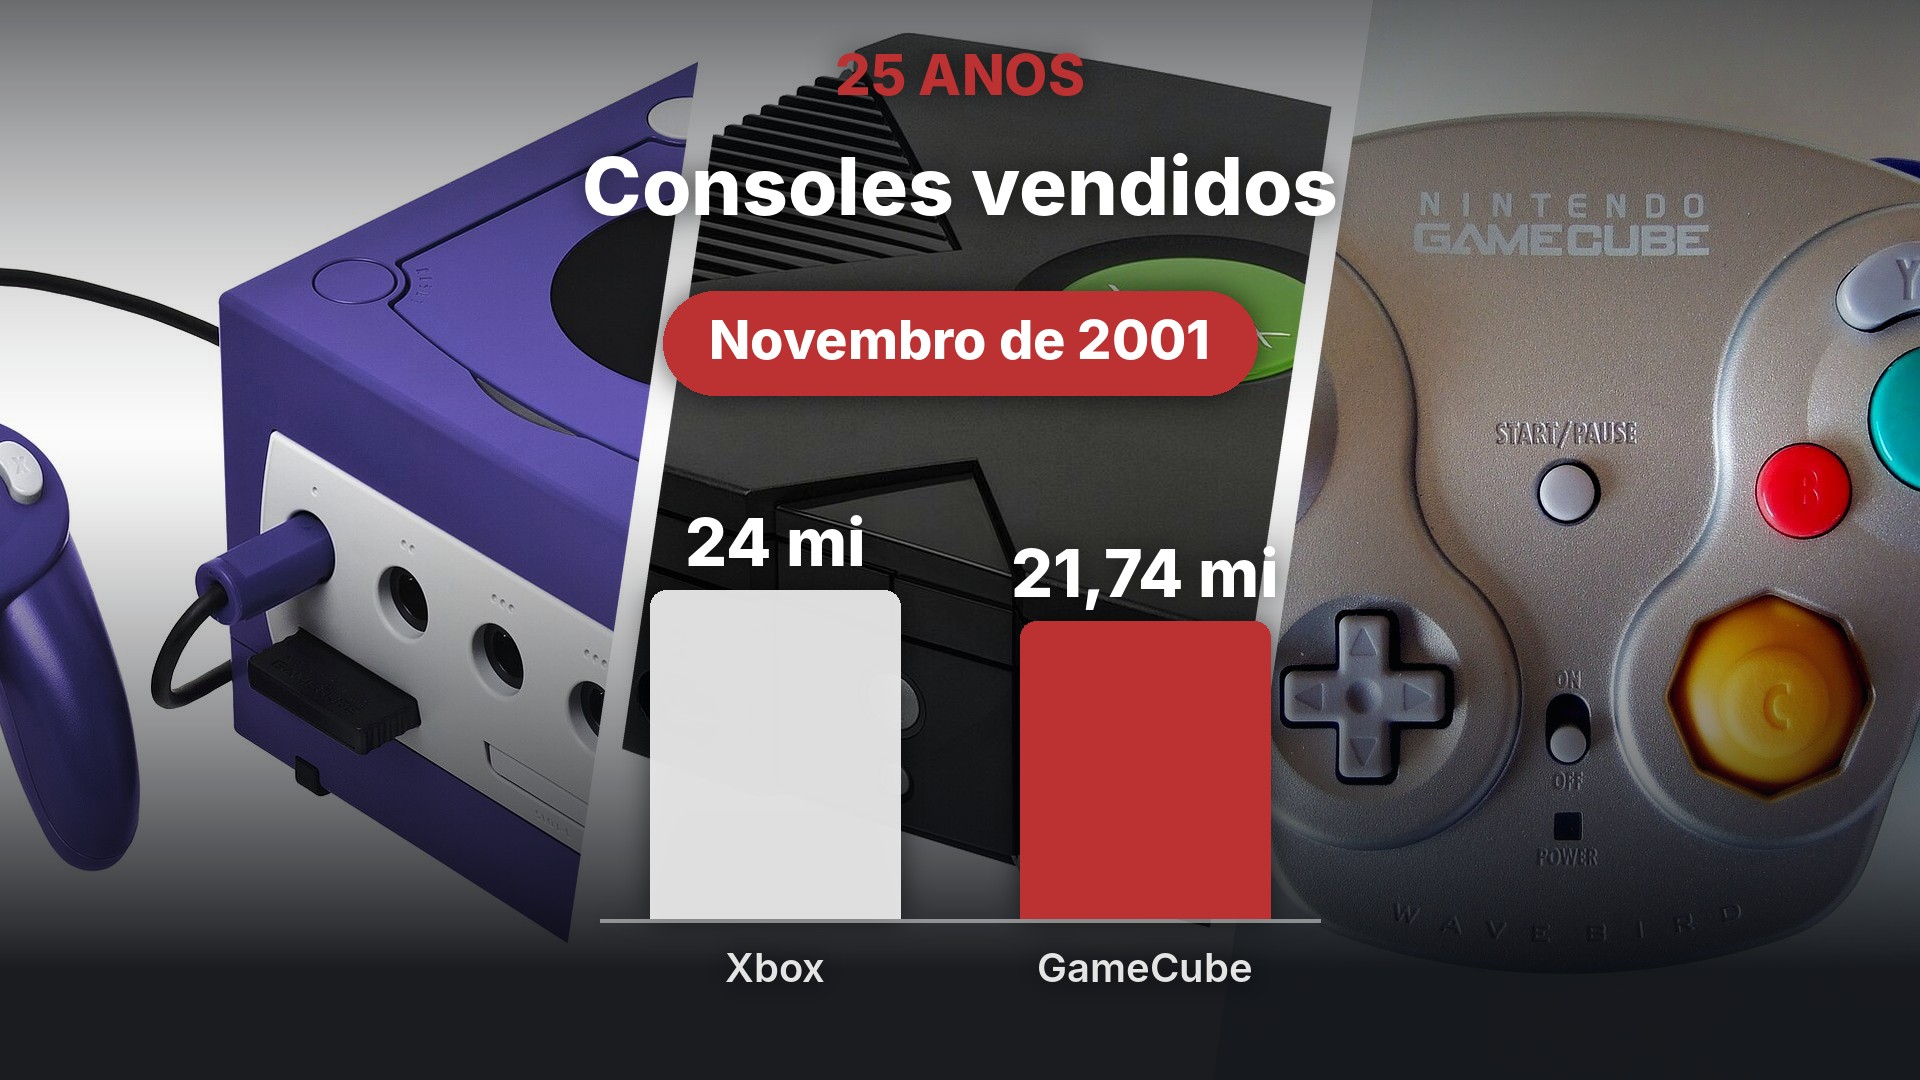 25 ANOS
Consoles vendidos
NINTENDO
GAMECUBE
Y
Novembro de 2001
START/PAUSE
X
B
24 mi
21,74 mi
ON
C
OFF
POWER
WAVEBIRD
Xbox
GameCube